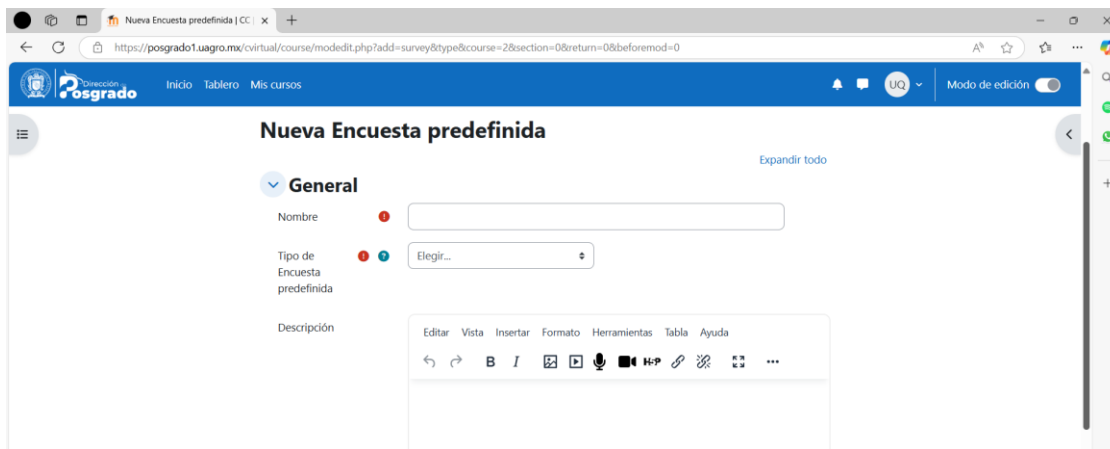 Nueva Encuesta predefinida | CC
https://posgrado1.uagro.mx/cvirtual/course/modedit.php?add=survey&type&course=2&section=0&return=0&beforemod=0
Dirección de
Posgrado
Inicio Tablero Mis cursos
UQ
Modo de edición
Nueva Encuesta predefinida
Expandir todo
General
Nombre
Tipo de
Encuesta
predefinida
Elegir...
Descripción
Editar Vista Insertar Formato Herramientas Tabla Ayuda
B I H-P